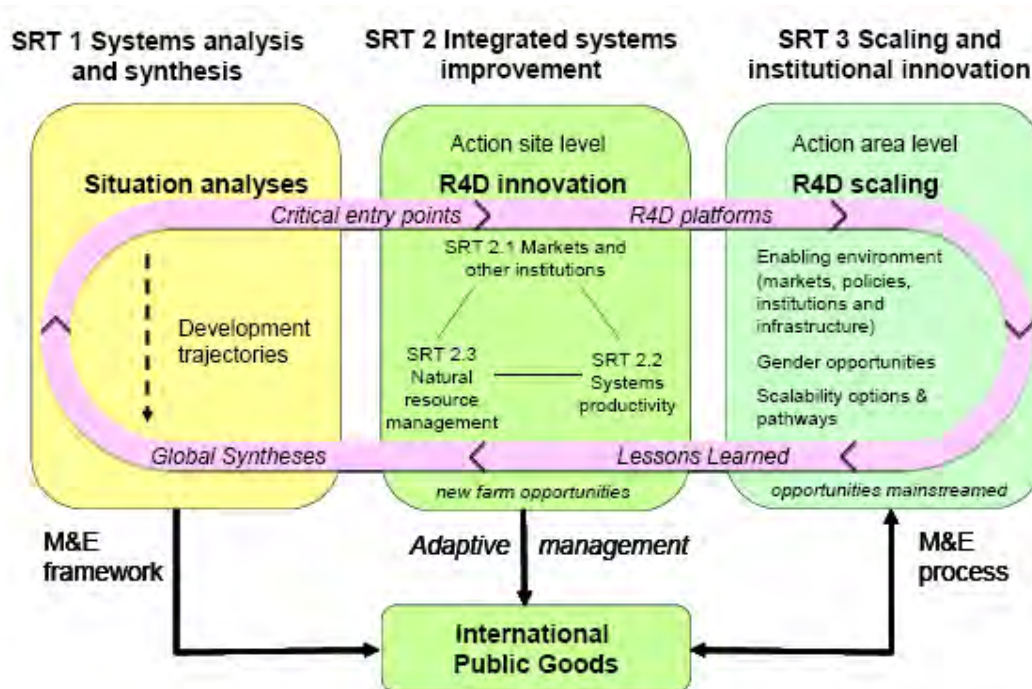 SRT 1 Systems analysis
and synthesis
SRT 2 Integrated systems
improvement
SRT 3 Scaling and
institutional innovation
Situation analyses
Action site level
R4D innovation
Action area level
R4D scaling
Critical entry points
R4D platforms
Development
trajectories
SRT 2.1 Markets and
other institutions
SRT 2.3
Natural
resource
management
SRT 2.2
Systems
productivity
Enabling environment
(markets, policies,
institutions and
infrastructure)
Gender opportunities
Scalability options &
pathways
Global Syntheses
Lessons Learned
new farm opportunities
opportunities mainstreamed
M&E
framework
Adaptive management
M&E
process
International
Public Goods